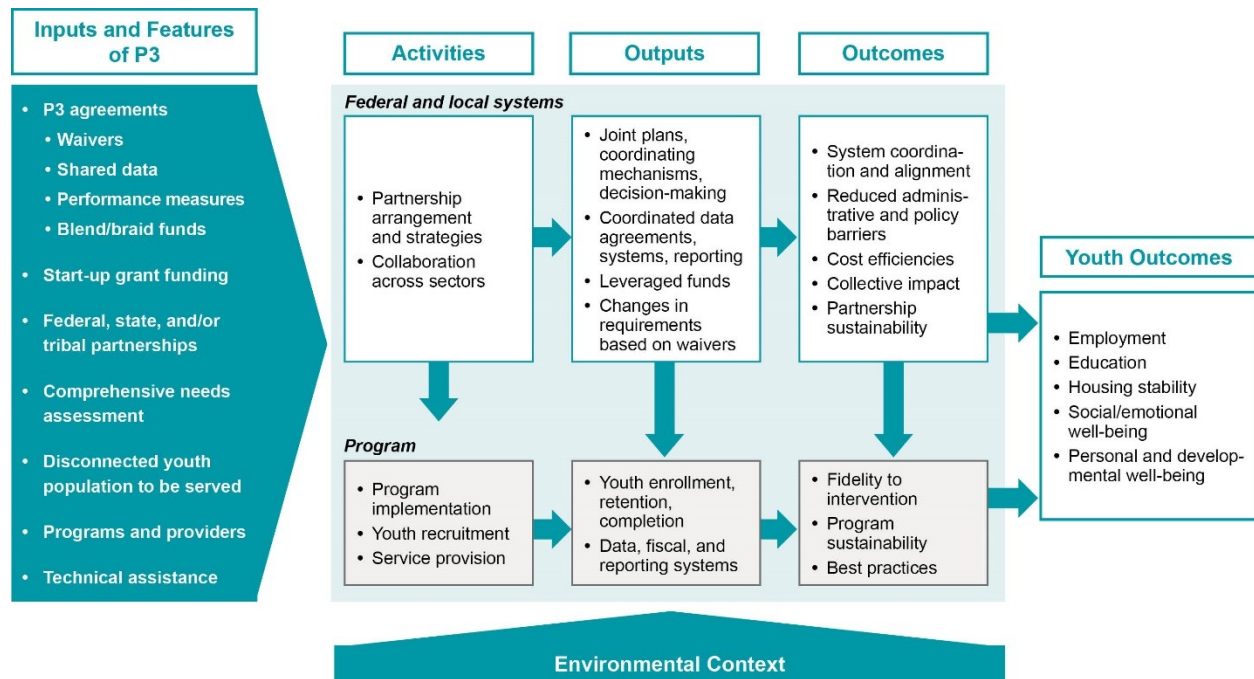 Inputs and Features
of P3
Activities
Outputs
Outcomes
• P3 agreements
• Waivers
• Shared data
• Performance measures
• Blend/braid funds
• Start-up grant funding
• Federal, state, and/or
tribal partnerships
• Comprehensive needs
assessment
• Disconnected youth
population to be served
• Programs and providers
• Technical assistance
Federal and local systems
• Partnership
arrangement
and strategies
• Collaboration
across sectors
• Joint plans,
coordinating
mechanisms,
decision-making
• Coordinated data
agreements,
systems, reporting
• Leveraged funds
• Changes in
requirements
based on waivers
• System coordina-
tion and alignment
• Reduced adminis-
trative and policy
barriers
• Cost efficiencies
• Collective impact
• Partnership
sustainability
Program
• Program
implementation
• Youth recruitment
• Service provision
• Youth enrollment,
retention,
completion
• Data, fiscal, and
reporting systems
• Fidelity to
intervention
• Program
sustainability
• Best practices
Youth Outcomes
• Employment
• Education
• Housing stability
• Social/emotional
well-being
• Personal and develop-
mental well-being
Environmental Context